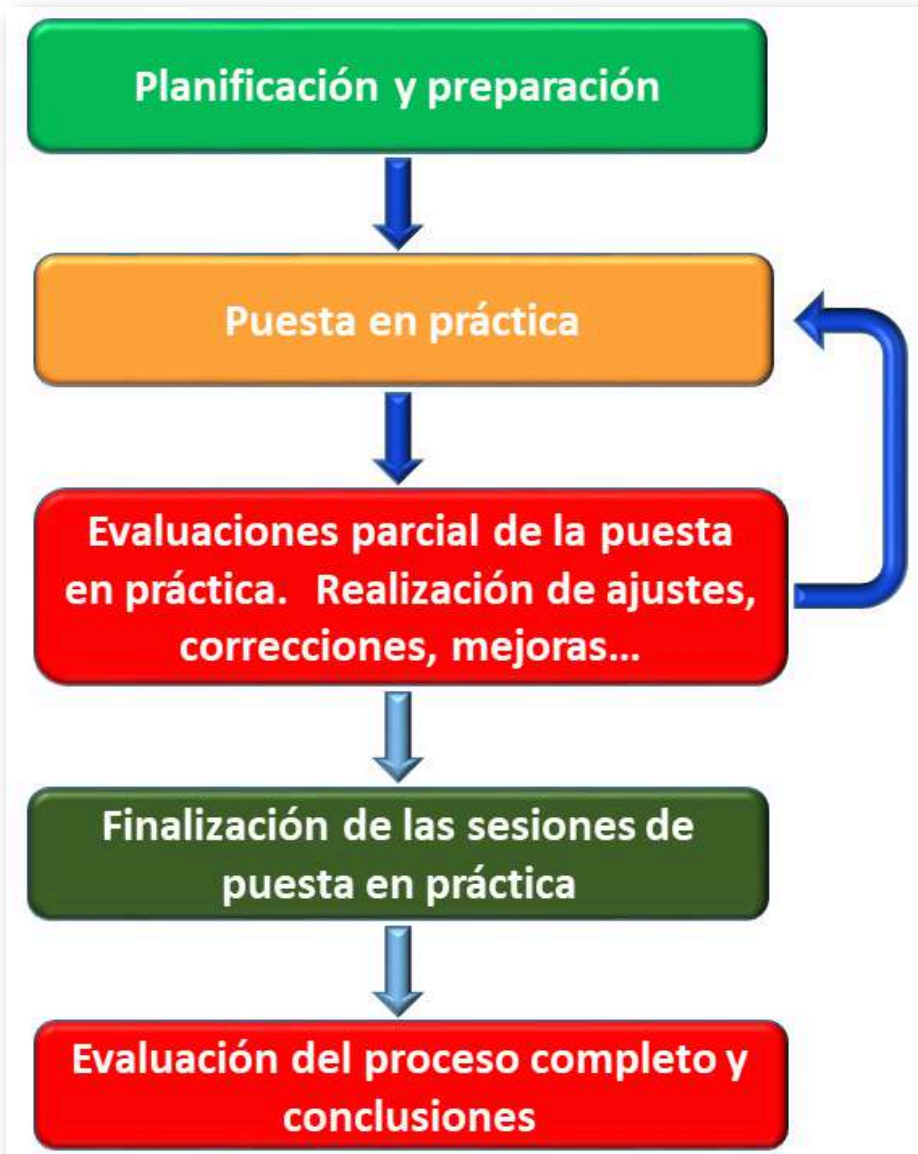 Planificación y preparación
Puesta en práctica
Evaluaciones parcial de la puesta
en práctica. Realización de ajustes,
correcciones, mejoras...
Finalización de las sesiones de
puesta en práctica
Evaluación del proceso completo y
conclusiones